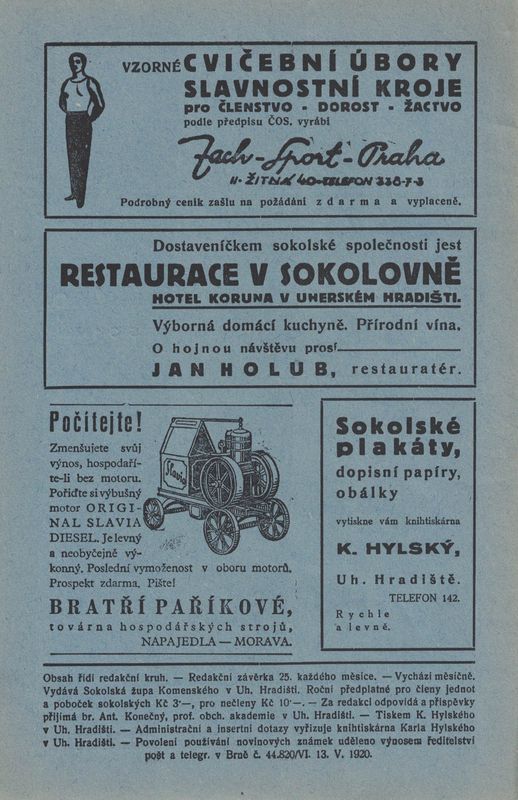 VZORNÉ CVIČEBNÍ ÚBORY
SLAVNOSTNÍ KROJE
pro ČLENSTVO - DOROST - ŽACTVO
podle předpisu ČOS. vyrábí
Zach-Sport-Praha
II-ŽITNÁ 40-TELEFON 338-7-3
Podrobný ceník zašlu na požádání zdarma a vyplaceně.
Dostaveníčkem sokolské společnosti jest
RESTAURACE V SOKOLOVNĚ
HOTEL KORUNA V UHERSKÉM HRADIŠTI.
Výborná domácí kuchyně. Přírodní vína.
O hojnou návštěvu prosí
JAN HOLUB, restauratér.
Počítejte!
Zmenšujete svůj
výnos, hospodaří-
te-li bez motoru.
Pořiďte si výbušný
motor ORIGI-
NAL SLAVIA
DIESEL. Je levný
a neobyčejně vý-
konný. Poslední vymoženost v oboru motorů.
Prospekt zdarma. Pište!
BRATŘÍ PAŘÍKOVÉ,
továrna hospodářských strojů,
NAPAJEDLA — MORAVA.
Slavia
Sokolské
plakáty,
dopisní papíry,
obálky
vytiskne vám knihtiskárna
K. HYLSKÝ,
Uh. Hradiště.
TELEFON 142.
Rychle
a levně.
Obsah řídí redakční kruh. — Redakční závěrka 25. každého měsíce. — Vychází měsíčně.
Vydává Sokolská župa Komenského v Uh. Hradišti. Roční předplatné pro členy jednot
a poboček sokolských Kč 3·—, pro nečleny Kč 10·—. — Za redakci odpovídá a příspěvky
přijímá br. Ant. Konečný, prof. obch. akademie v Uh. Hradišti. — Tiskem K. Hylského
v Uh. Hradišti. — Administrační a insertní dotazy vyřizuje knihtiskárna Karla Hylského
v Uh. Hradišti. — Povolení používání novinových známek uděleno výnosem ředitelství
pošt a telegr. v Brně č. 44.820/VI. 13. V. 1920.